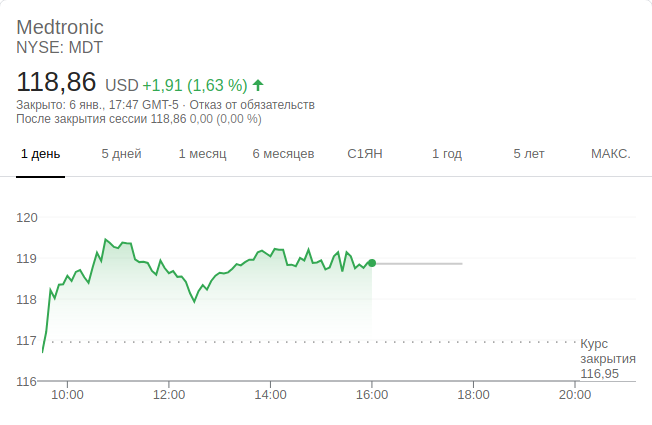 Medtronic
NYSE: MDT
118,86 USD +1,91 (1,63 %)
Закрыто: 6 янв., 17:47 GMT-5 · Отказ от обязательств
После закрытия сессии 118,86 0,00 (0,00 %)
1 день 5 дней 1 месяц 6 месяцев С1ЯН 1 год 5 лет МАКС.
120
119
118
117
Курс
закрытия
116,95
116
10:00 12:00 14:00 16:00 18:00 20:00